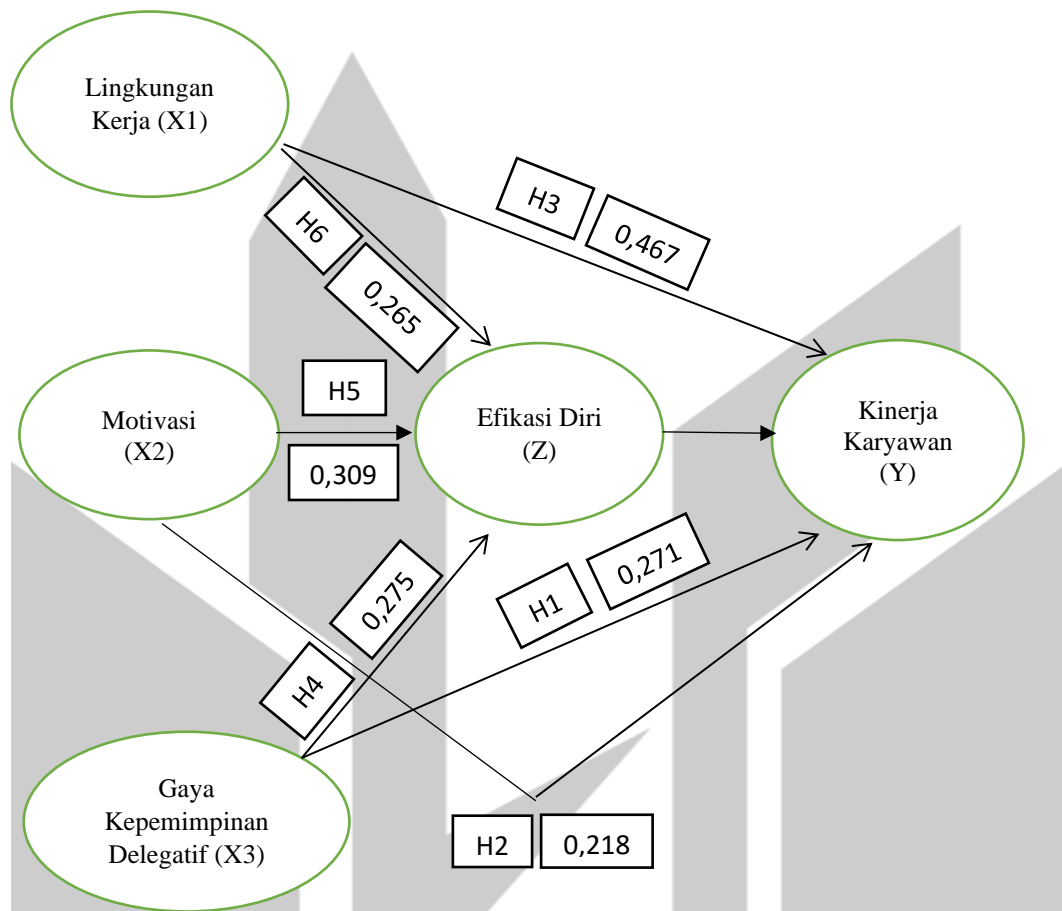 Lingkungan
Kerja (X1)
H3
0,467
H6
0,265
H5
Motivasi
(X2)
0,309
Efikasi Diri
(Z)
Kinerja
Karyawan
(Y)
0,275
H4
H1
0,271
Gaya
Kepemimpinan
Delegatif (X3)
H2
0,218